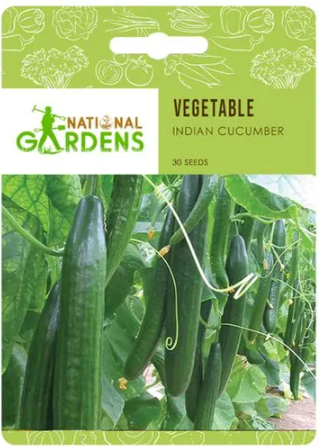 NATIONAL
GARDENS
VEGETABLE
INDIAN CUCUMBER
30 SEEDS